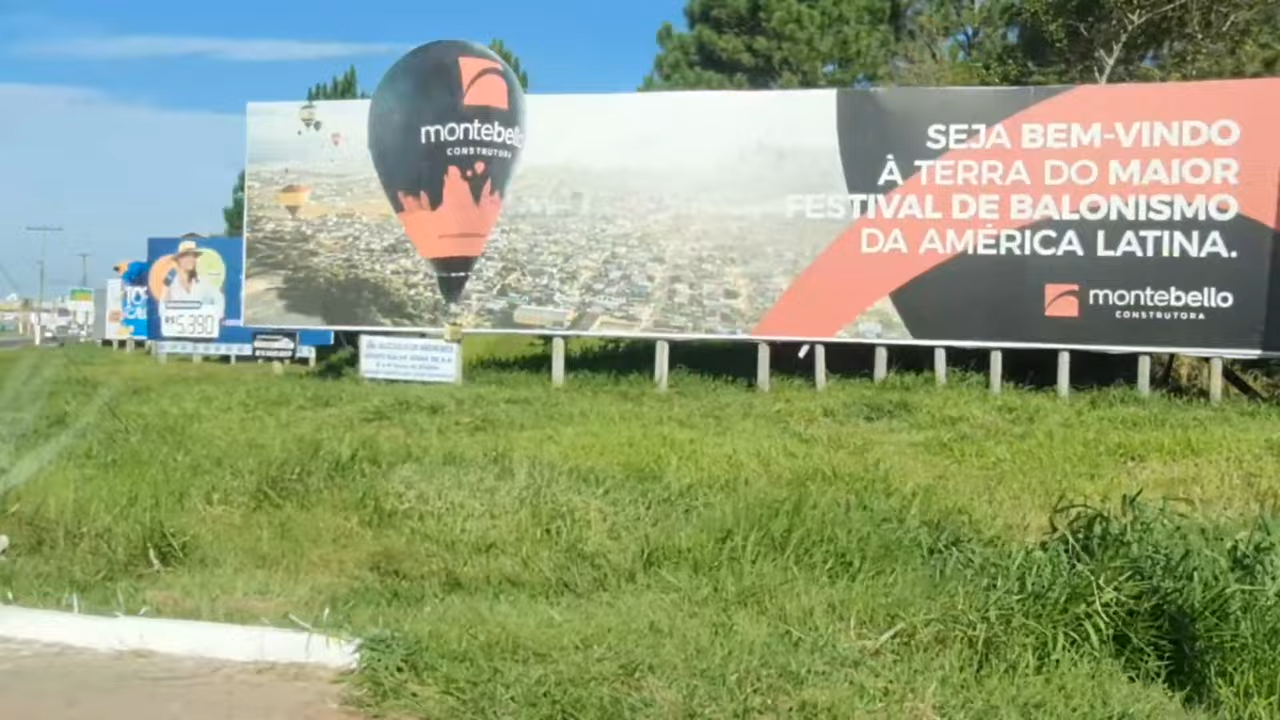 montebello
CONSTRUTORA
SEJA BEM-VINDO
À TERRA DO MAIOR
FESTIVAL DE BALONISMO
DA AMÉRICA LATINA.
montebello
CONSTRUTORA
R$ 5.390